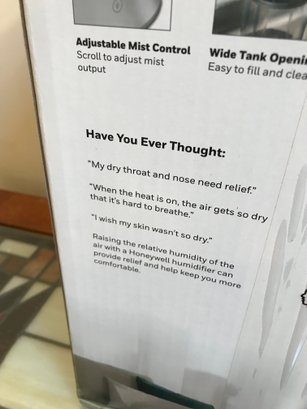 Adjustable Mist Control
Scroll to adjust mist
output
Wide Tank
Easy to fill and
Have You Ever Thought:
"My dry throat and nose need relief."
"When the heat is on, the air gets so dry
that it's hard to breathe."
"I wish my skin wasn't so dry."
Raising the relative humidity of the
air with a Honeywell humidifier can
provide relief and help keep you more
comfortable.